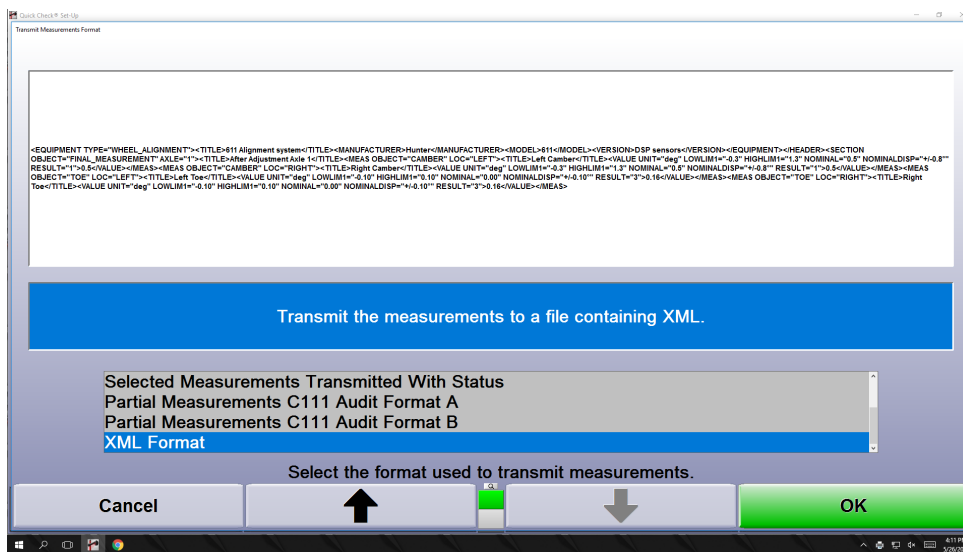 Quick Check® Set-Up
Transmit Measurements Format
<EQUIPMENT TYPE="WHEEL_ALIGNMENT"><TITLE>611 Alignment system</TITLE><MANUFACTURER>Hunter</MANUFACTURER><MODEL>611</MODEL><VERSION>DSP sensors</VERSION></EQUIPMENT></HEADER><SECTION
OBJECT="FINAL_MEASUREMENT" AXLE="1"><TITLE>After Adjustment Axle 1</TITLE><MEAS OBJECT="CAMBER" LOC="LEFT"><TITLE>Left Camber</TITLE><VALUE UNIT="deg" LOWLIM1="-0.3" HIGHLIM1="1.3" NOMINAL="0.5" NOMINALDISP="+/-0.8""
RESULT="1">0.5</VALUE></MEAS><MEAS OBJECT="CAMBER" LOC="RIGHT"><TITLE>Right Camber</TITLE><VALUE UNIT="deg" LOWLIM1="-0.3" HIGHLIM1="1.3" NOMINAL="0.5" NOMINALDISP="+/-0.8"" RESULT="1">0.5</VALUE></MEAS><MEAS
OBJECT="TOE" LOC="LEFT"><TITLE>Left Toe</TITLE><VALUE UNIT="deg" LOWLIM1="-0.10" HIGHLIM1="0.10" NOMINAL="0.00" NOMINALDISP="+/-0.10"" RESULT="3">0.16</VALUE></MEAS><MEAS OBJECT="TOE" LOC="RIGHT"><TITLE>Right
Toe</TITLE><VALUE UNIT="deg" LOWLIM1="-0.10" HIGHLIM1="0.10" NOMINAL="0.00" NOMINALDISP="+/-0.10"" RESULT="3">0.16</VALUE></MEAS>
Transmit the measurements to a file containing XML.
Selected Measurements Transmitted With Status
Partial Measurements C111 Audit Format A
Partial Measurements C111 Audit Format B
XML Format
Select the format used to transmit measurements.
Cancel
OK
4:11 PM